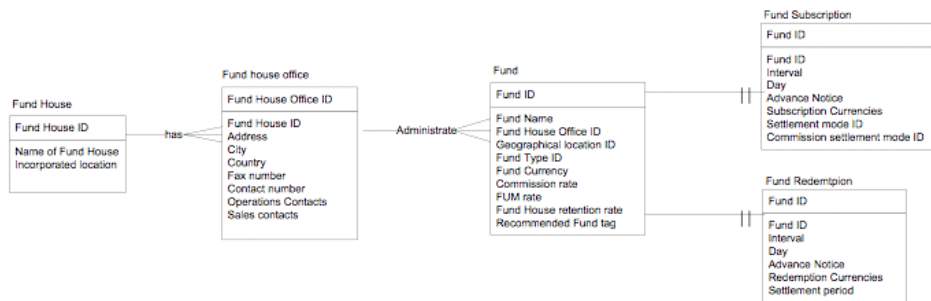 Fund House
Fund House ID
Name of Fund House
Incorporated location
has
Fund house office
Fund House Office ID
Fund House ID
Address
City
Country
Fax number
Contact number
Operations Contacts
Sales contacts
Administrate
Fund
Fund ID
Fund Name
Fund House Office ID
Geographical location ID
Fund Type ID
Fund Currency
Commission rate
FUM rate
Fund House retention rate
Recommended Fund tag
Fund Subscription
Fund ID
Fund ID
Interval
Day
Advance Notice
Subscription Currencies
Settlement mode ID
Commission settlement mode ID
Fund Redemtpion
Fund ID
Fund ID
Interval
Day
Advance Notice
Redemption Currencies
Settlement period